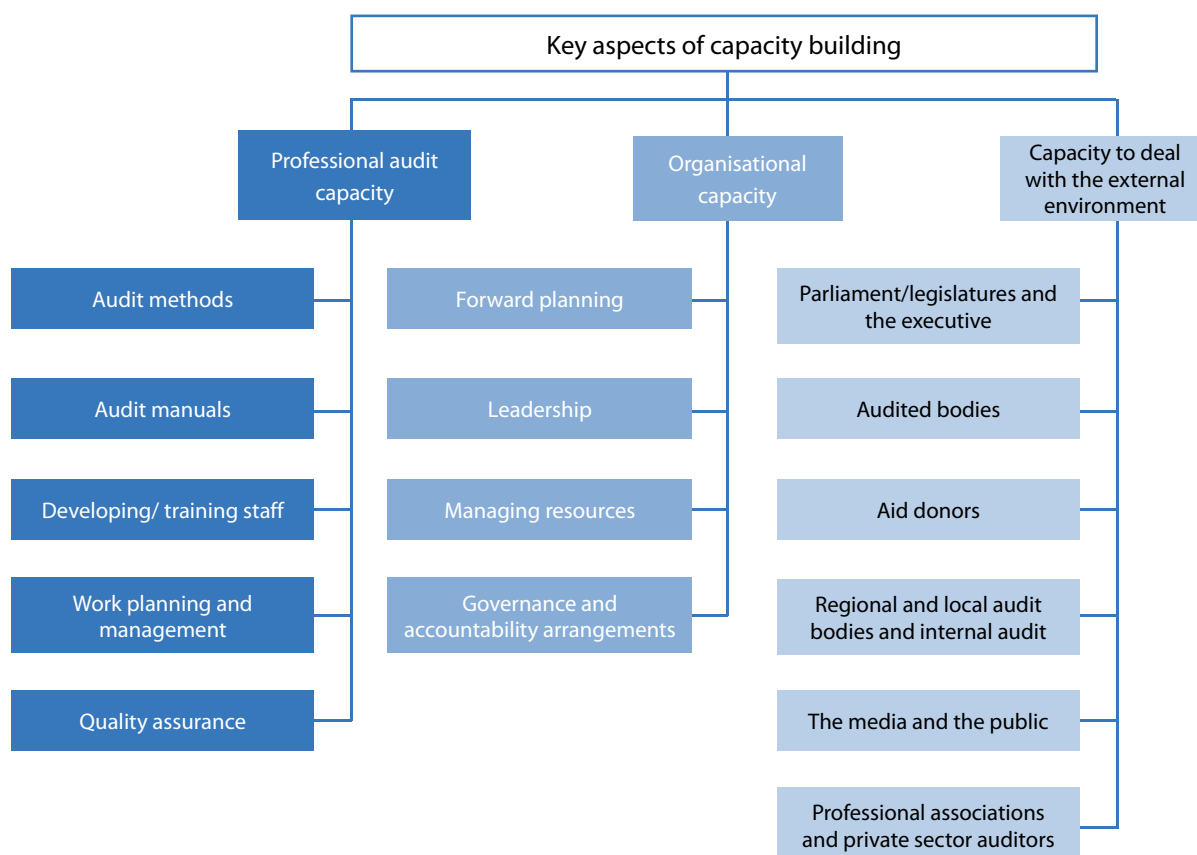 Key aspects of capacity building
Professional audit
capacity
Organisational
capacity
Capacity to deal
with the external
environment
Audit methods
Audit manuals
Developing/ training staff
Work planning and
management
Quality assurance
Forward planning
Leadership
Managing resources
Governance and
accountability arrangements
Parliament/legislatures and
the executive
Audited bodies
Aid donors
Regional and local audit
bodies and internal audit
The media and the public
Professional associations
and private sector auditors